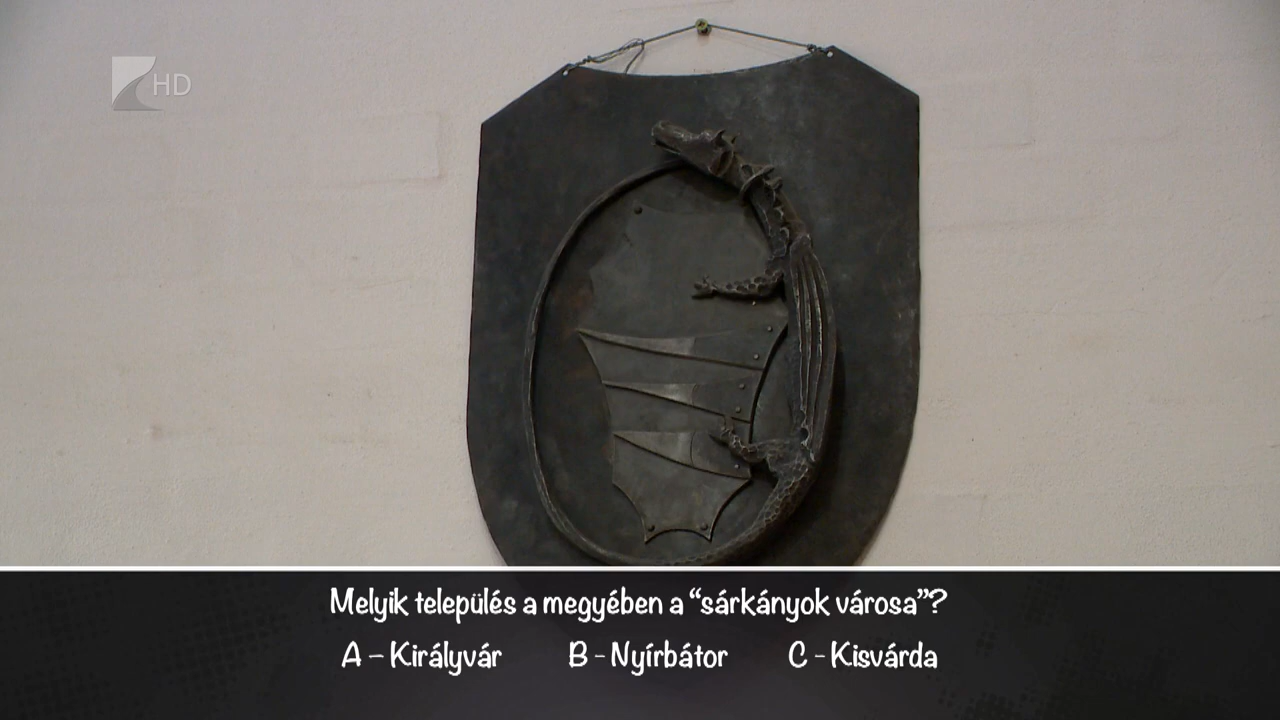 HD
Melyik település a megyében a “sárkányok városa”?
A – Királyvár B - Nyírbátor C - Kisvárda